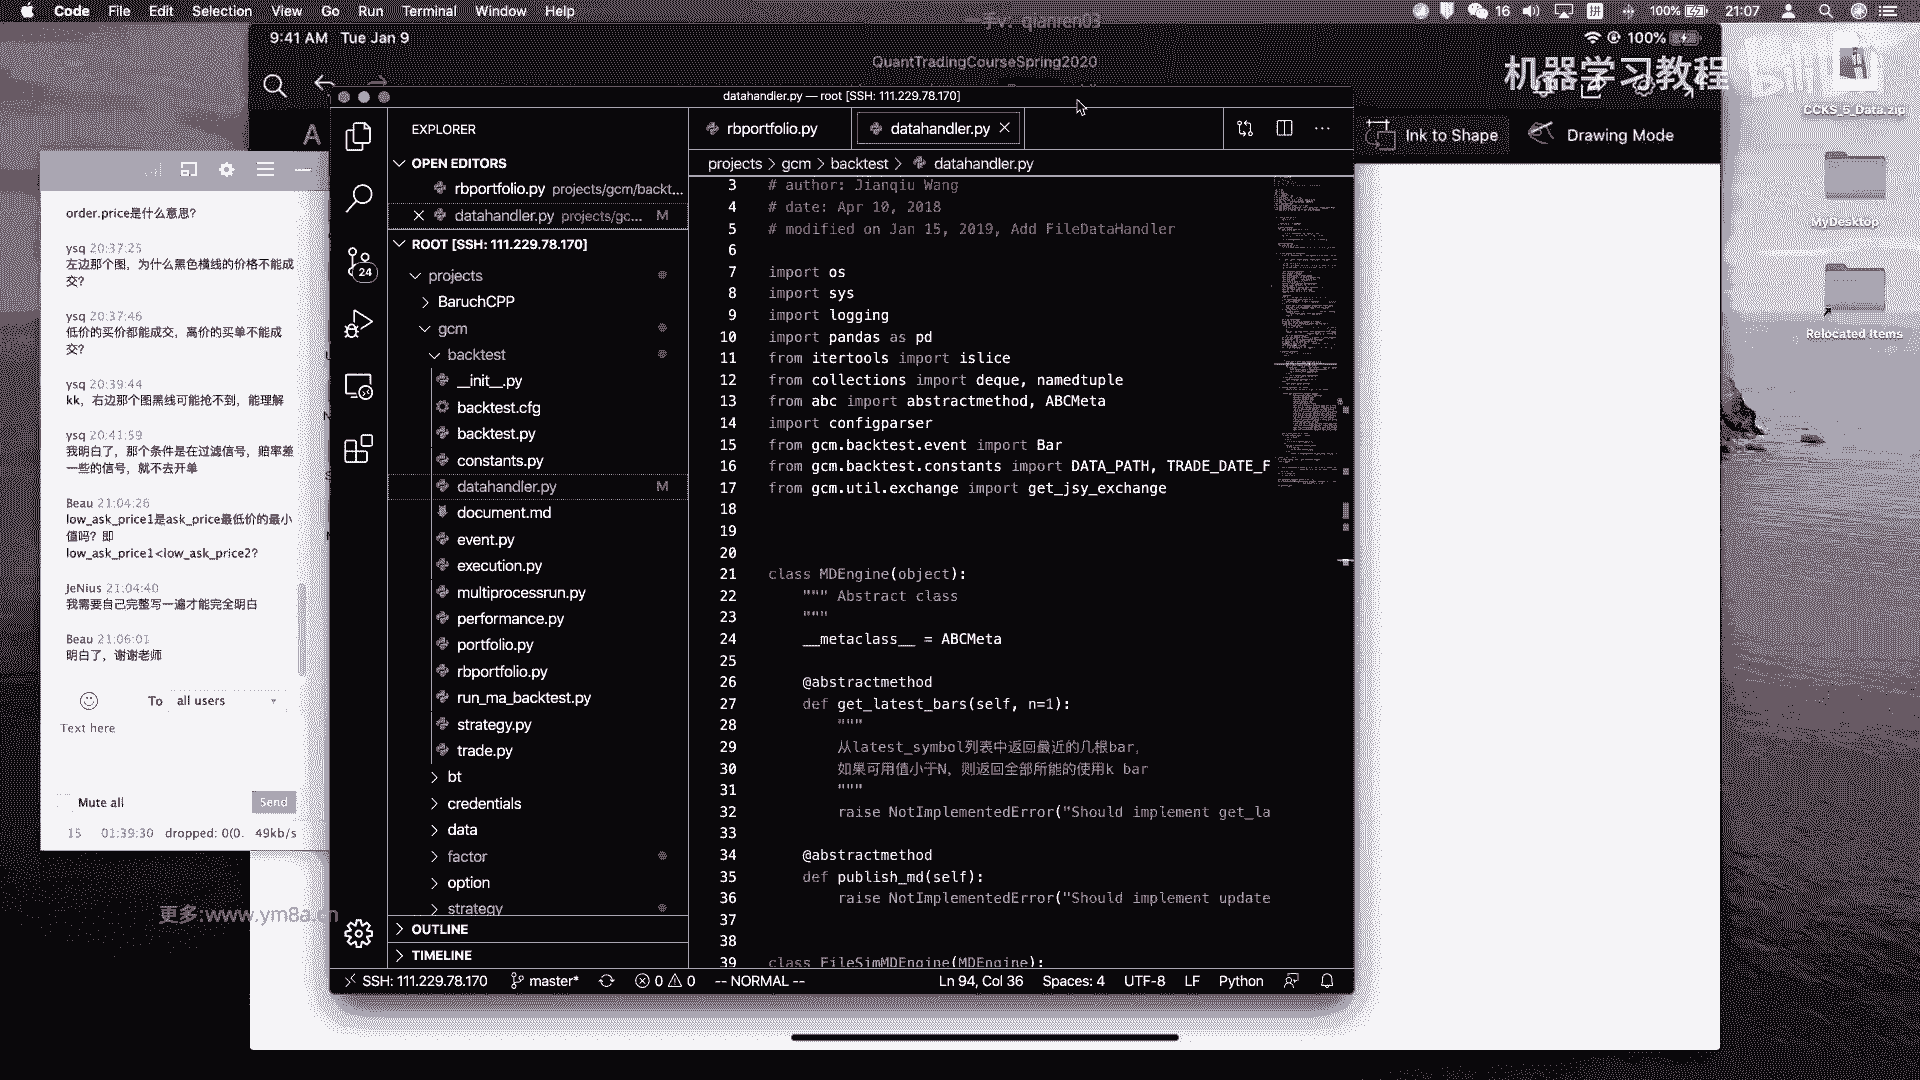 Code File Edit Selection View Go Run Terminal Window Help
16 100% 21:07
一手v：qianren03
9:41 AM Tue Jan 9
100%
QuantTradingCourseSpring2020
机器学习教程
CCKS_5_Data.zip
MyDesktop
Relocated Items
Ink to Shape
Drawing Mode
A
datahandler.py — root [SSH: 111.229.78.170]
EXPLORER
OPEN EDITORS
rbportfolio.py projects/gcm/backt...
datahandler.py projects/gc... M
ROOT [SSH: 111.229.78.170]
24
projects
BaruchCPP
gcm
backtest
__init__.py
backtest.cfg
backtest.py
constants.py
datahandler.py M
document.md
event.py
execution.py
multiprocessrun.py
performance.py
portfolio.py
rbportfolio.py
run_ma_backtest.py
strategy.py
trade.py
bt
credentials
data
factor
option
strategy
OUTLINE
TIMELINE
rbportfolio.py
datahandler.py
projects > gcm > backtest > datahandler.py
3 # author: Jianqiu Wang
4 # date: Apr 10, 2018
5 # modified on Jan 15, 2019, Add FileDataHandler
6
7 import os
8 import sys
9 import logging
10 import pandas as pd
11 from itertools import islice
12 from collections import deque, namedtuple
13 from abc import abstractmethod, ABCMeta
14 import configparser
15 from gcm.backtest.event import Bar
16 from gcm.backtest.constants import DATA_PATH, TRADE_DATE_F
17 from gcm.util.exchange import get_jsy_exchange
18
19
20
21 class MDEngine(object):
22 """ Abstract class
23 """
24 __metaclass__ = ABCMeta
25
26 @abstractmethod
27 def get_latest_bars(self, n=1):
28 """
29 从latest_symbol列表中返回最近的几根bar，
30 如果可用值小于N，则返回全部所能的使用k bar
31 """
32 raise NotImplementedError("Should implement get_la
33
34 @abstractmethod
35 def publish_md(self):
36 raise NotImplementedError("Should implement update
37
38
39 class FileSimMDEngine(MDEngine):
SSH: 111.229.78.170 master* 0 0 -- NORMAL -- Ln 94, Col 36 Spaces: 4 UTF-8 LF Python
order.price是什么意思？
ysq 20:37:25
左边那个图，为什么黑色横线的价格不能成
交？
ysq 20:37:46
低价的买价都能成交，高价的买单不能成
交？
ysq 20:39:44
kk，右边那个图黑线可能抢不到，能理解
ysq 20:41:59
我明白了，那个条件是在过滤信号，赔率差
一些的信号，就不去开单
Beau 21:04:26
low_ask_price1是ask_price最低价的最小
值吗？即
low_ask_price1<low_ask_price2?
JeNius 21:04:40
我需要自己完整写一遍才能完全明白
Beau 21:06:01
明白了，谢谢老师
To all users
Text here
Mute all
Send
15 01:39:30 dropped: 0(0. 49kb/s
更多:www.ym8a.cn